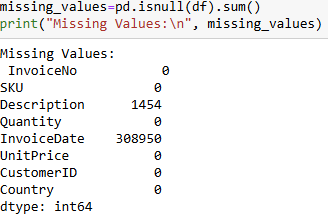 missing_values=pd.isnull(df).sum()
print("Missing Values:\n", missing_values)
Missing Values:
 InvoiceNo           0
SKU                 0
Description      1454
Quantity            0
InvoiceDate    308950
UnitPrice           0
CustomerID          0
Country             0
dtype: int64